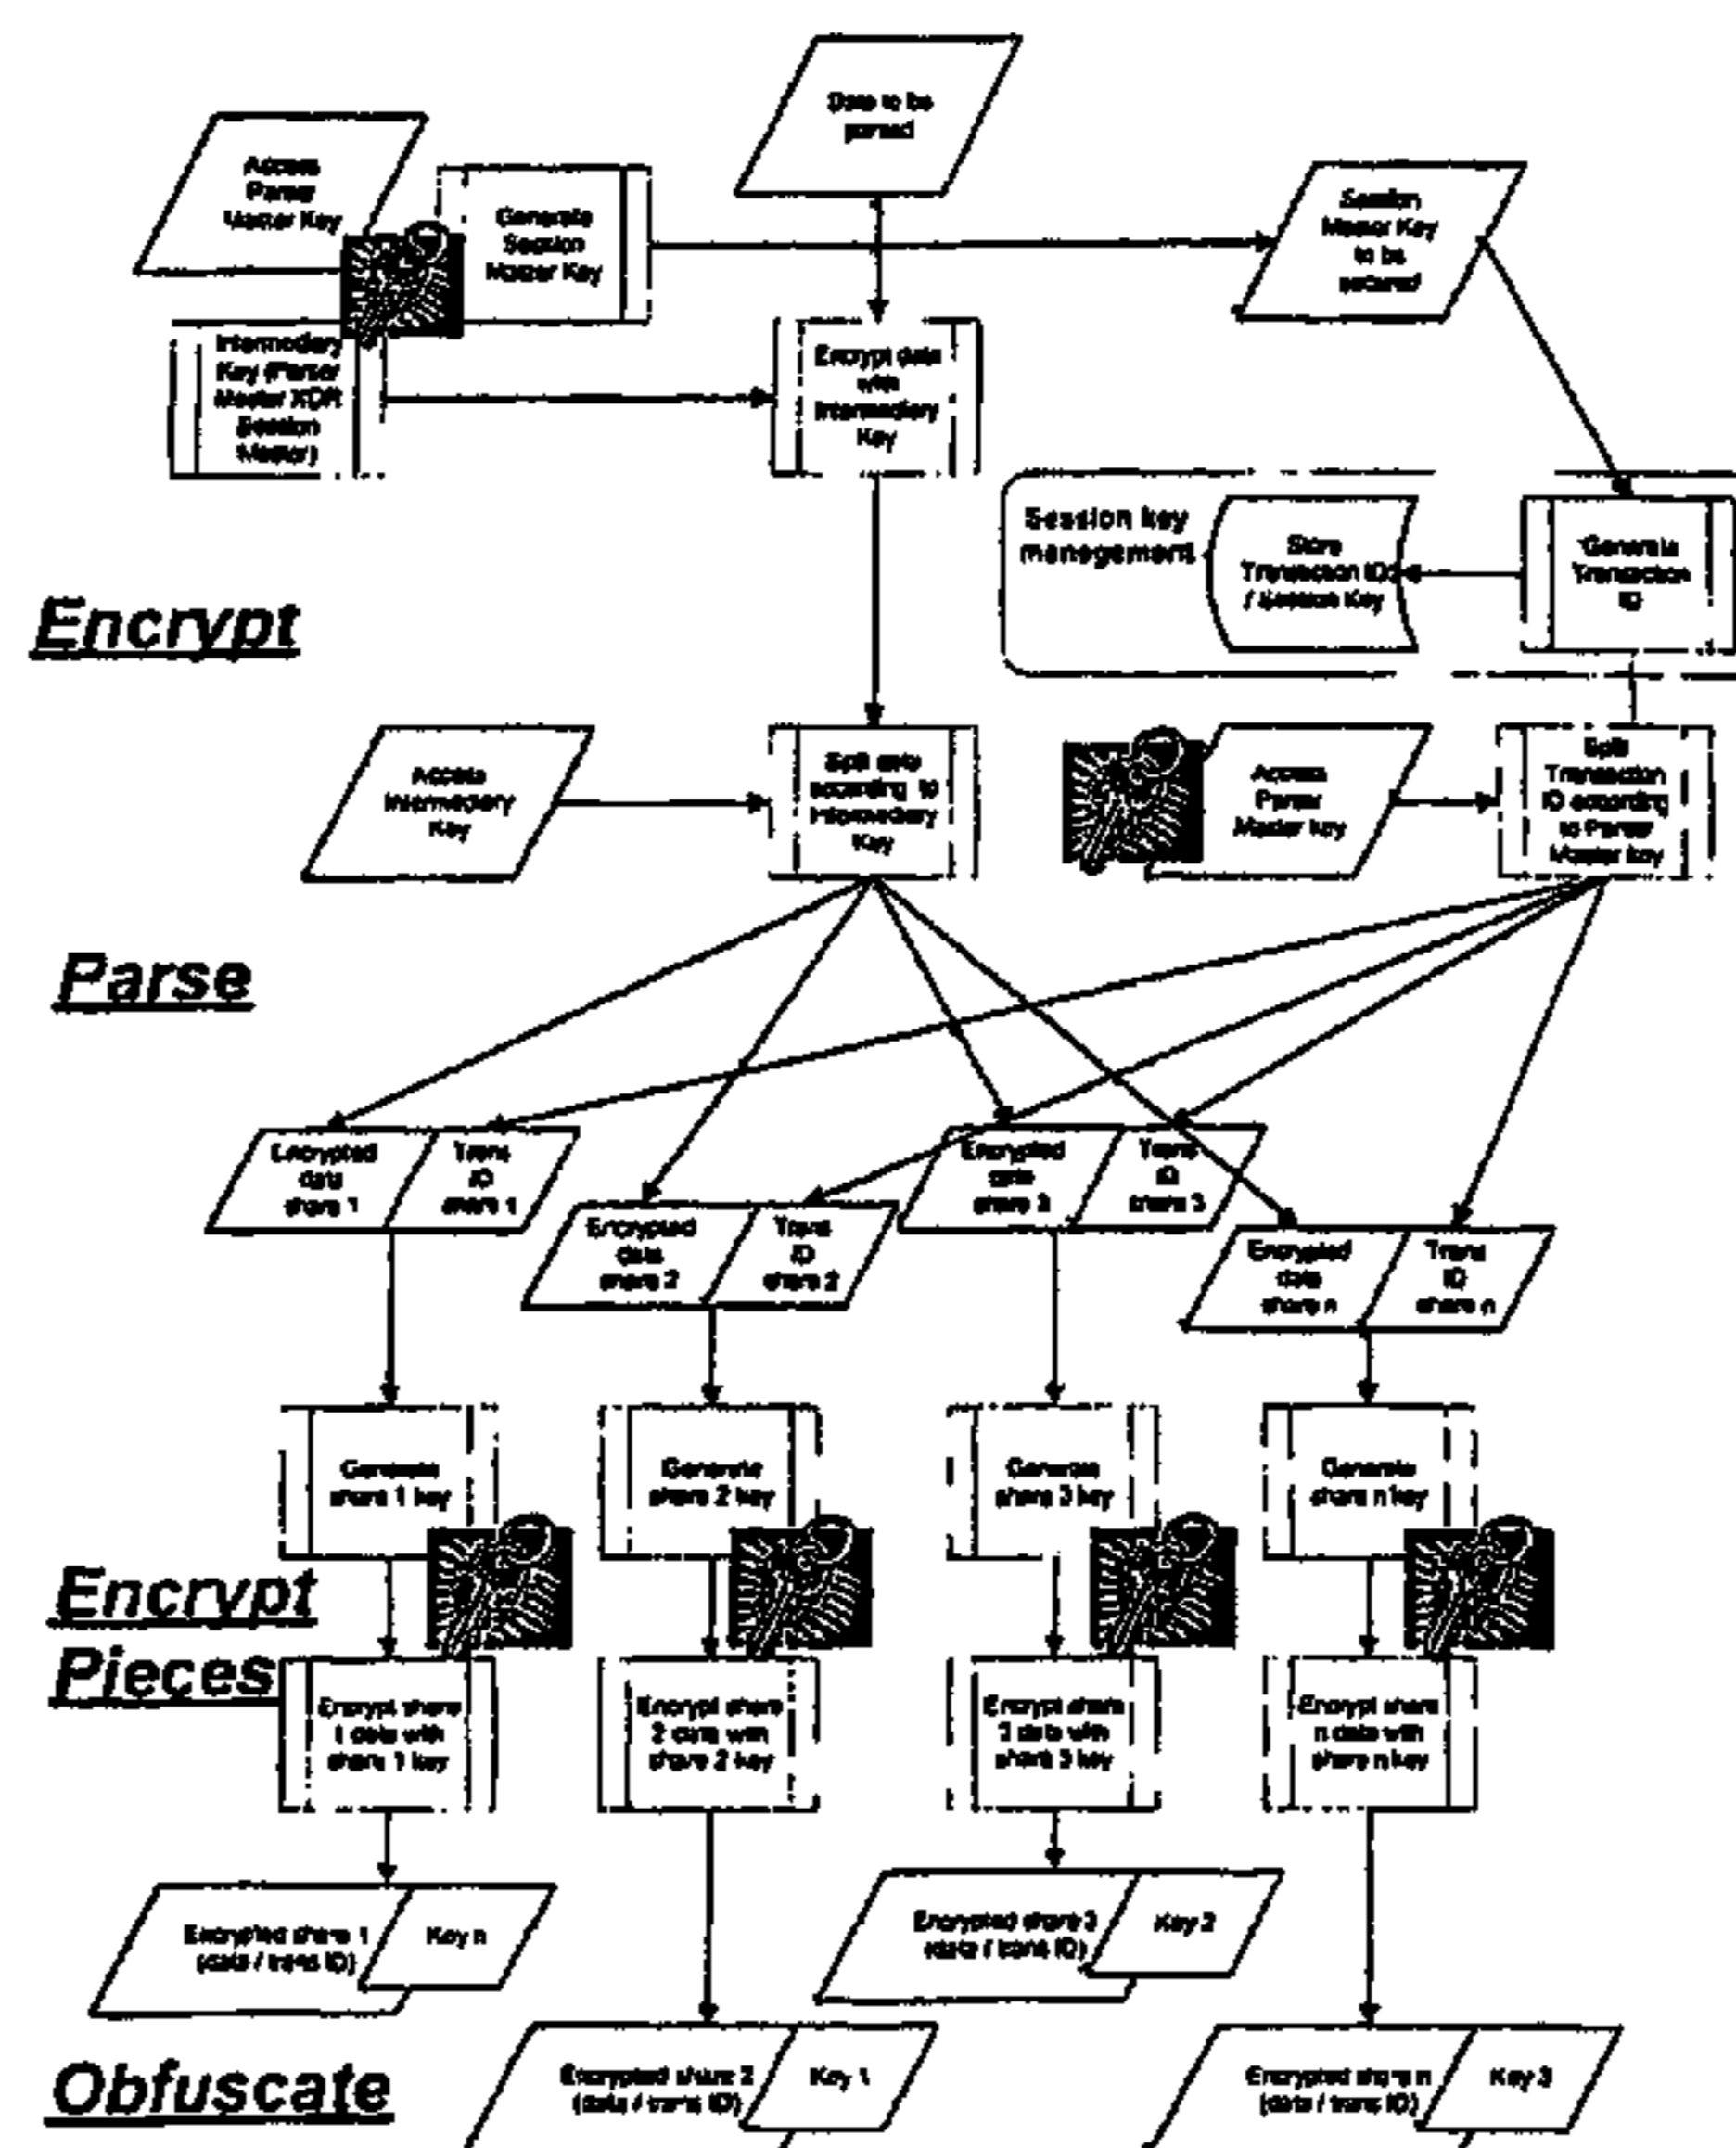 Data to be
parsed
Access
Parser
Master Key
Generate
Session
Master Key
Session
Master Key
to be
secured
Intermediary
Key (Parser
Master XOR
Session
Master)
Encrypt data
with
Intermediary
Key
Session key
management
Store
Transaction ID
/ Session Key
Generate
Transaction
ID
Encrypt
Access
Intermediary
Key
Split data
according to
Intermediary
Key
Access
Parser
Master key
Split
Transaction
ID according
to Parser
Master key
Parse
Encrypted
data
share 1
Trans
ID
share 1
Encrypted
data
share 2
Trans
ID
share 2
Encrypted
data
share 3
Trans
ID
share 3
Encrypted
data
share n
Trans
ID
share n
Generate
share 1 key
Generate
share 2 key
Generate
share 3 key
Generate
share n key
Encrypt
Pieces
Encrypt share
1 data with
share 1 key
Encrypt share
2 data with
share 2 key
Encrypt share
3 data with
share 3 key
Encrypt share
n data with
share n key
Encrypted share 1
(data / trans ID)
Key n
Encrypted share 3
(data / trans ID)
Key 2
Obfuscate
Encrypted share 2
(data / trans ID)
Key 1
Encrypted share n
(data / trans ID)
Key 3